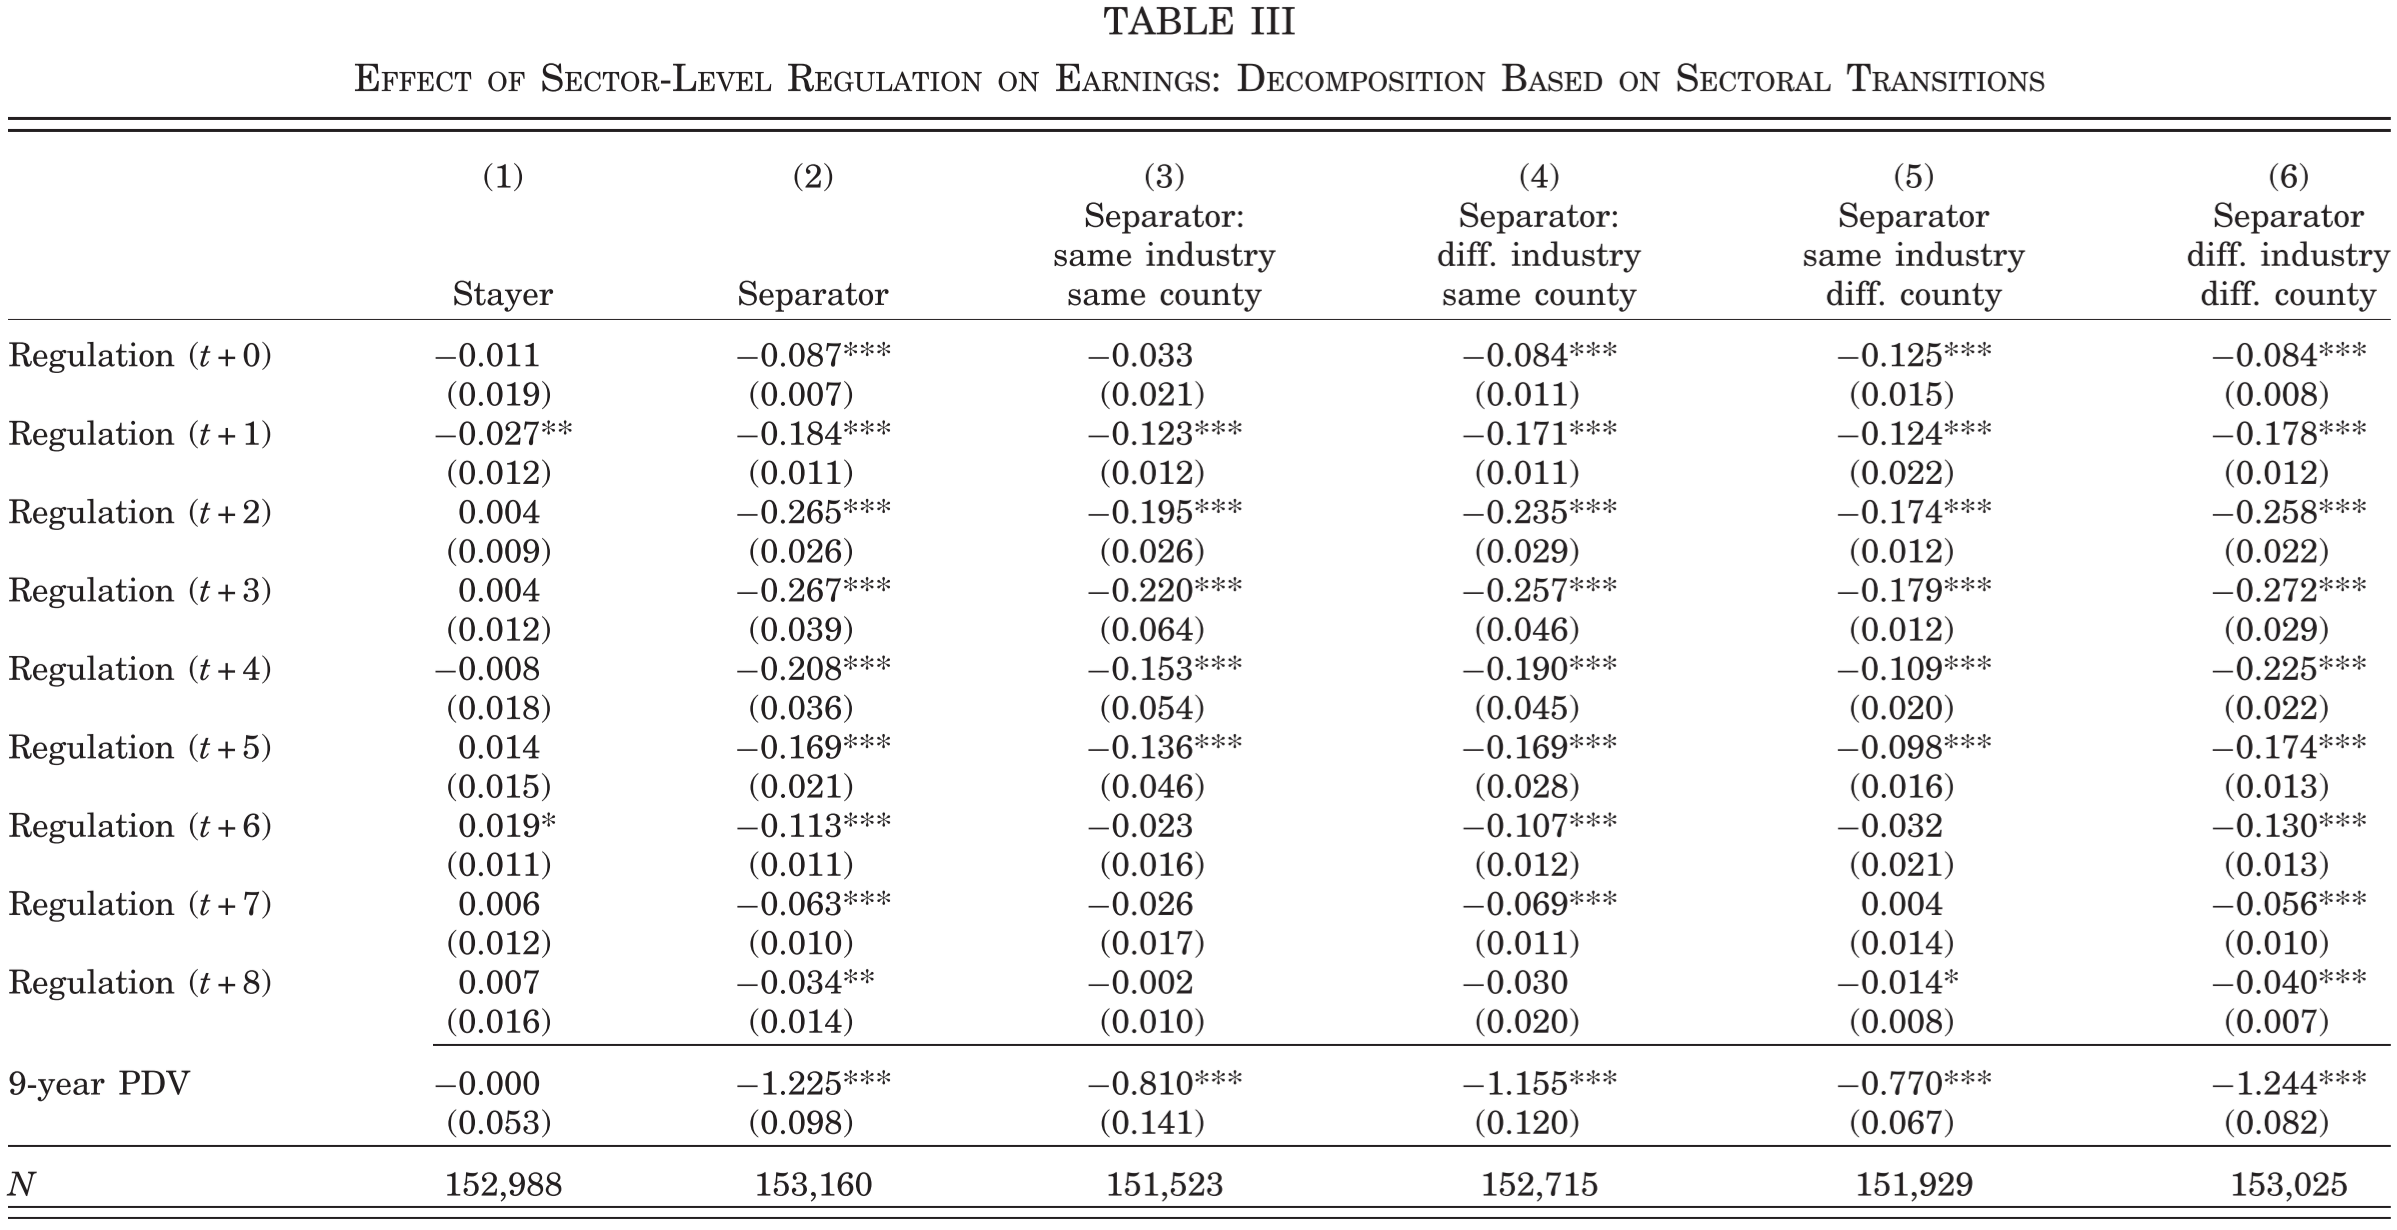 TABLE III
EFFECT OF SECTOR-LEVEL REGULATION ON EARNINGS: DECOMPOSITION BASED ON SECTORAL TRANSITIONS
(1) (2) (3) (4) (5) (6)
Separator: Separator: Separator Separator
same industry diff. industry same industry diff. industry
Stayer Separator same county same county diff. county diff. county
Regulation (t + 0) −0.011 −0.087*** −0.033 −0.084*** −0.125*** −0.084***
(0.019) (0.007) (0.021) (0.011) (0.015) (0.008)
Regulation (t + 1) −0.027** −0.184*** −0.123*** −0.171*** −0.124*** −0.178***
(0.012) (0.011) (0.012) (0.011) (0.022) (0.012)
Regulation (t + 2) 0.004 −0.265*** −0.195*** −0.235*** −0.174*** −0.258***
(0.009) (0.026) (0.026) (0.029) (0.012) (0.022)
Regulation (t + 3) 0.004 −0.267*** −0.220*** −0.257*** −0.179*** −0.272***
(0.012) (0.039) (0.064) (0.046) (0.012) (0.029)
Regulation (t + 4) −0.008 −0.208*** −0.153*** −0.190*** −0.109*** −0.225***
(0.018) (0.036) (0.054) (0.045) (0.020) (0.022)
Regulation (t + 5) 0.014 −0.169*** −0.136*** −0.169*** −0.098*** −0.174***
(0.015) (0.021) (0.046) (0.028) (0.016) (0.013)
Regulation (t + 6) 0.019* −0.113*** −0.023 −0.107*** −0.032 −0.130***
(0.011) (0.011) (0.016) (0.012) (0.021) (0.013)
Regulation (t + 7) 0.006 −0.063*** −0.026 −0.069*** 0.004 −0.056***
(0.012) (0.010) (0.017) (0.011) (0.014) (0.010)
Regulation (t + 8) 0.007 −0.034** −0.002 −0.030 −0.014* −0.040***
(0.016) (0.014) (0.010) (0.020) (0.008) (0.007)
9-year PDV −0.000 −1.225*** −0.810*** −1.155*** −0.770*** −1.244***
(0.053) (0.098) (0.141) (0.120) (0.067) (0.082)
N 152,988 153,160 151,523 152,715 151,929 153,025